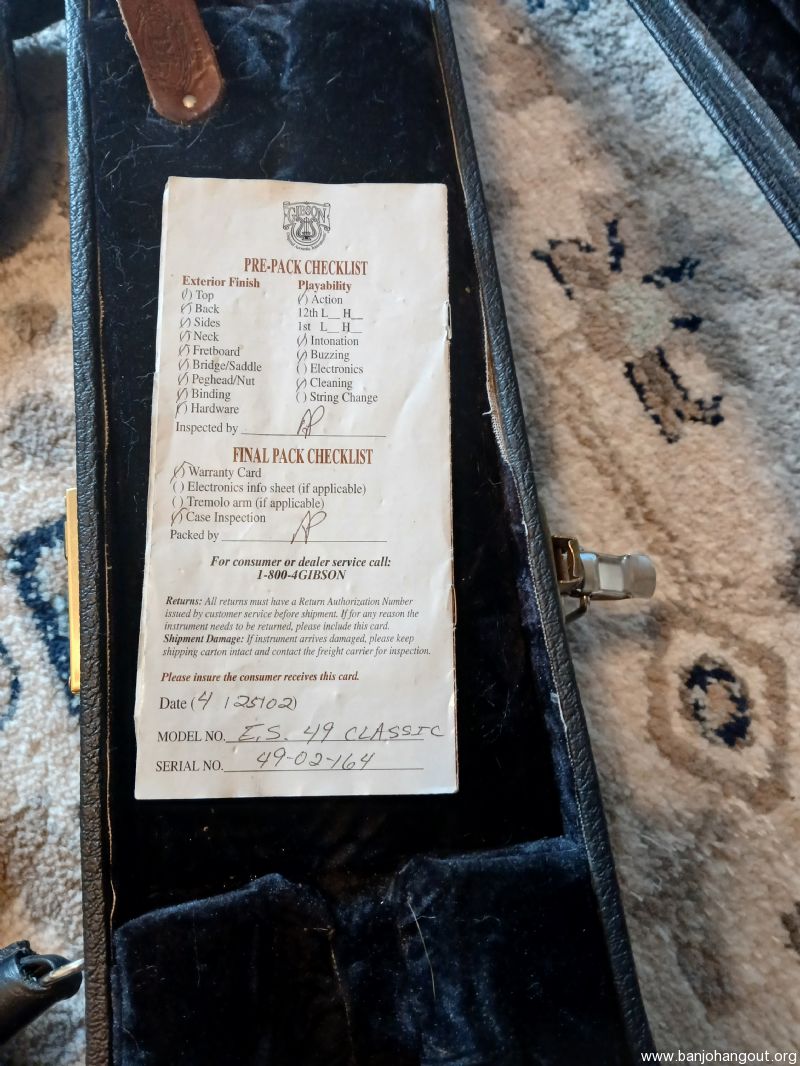 GIBSON
PRE-PACK CHECKLIST
Exterior Finish
(✓) Top
(✓) Back
(✓) Sides
(✓) Neck
(✓) Fretboard
(✓) Bridge/Saddle
(✓) Peghead/Nut
(✓) Binding
(✓) Hardware
Playability
(✓) Action
12th L__ H__
1st L__ H__
(✓) Intonation
(✓) Buzzing
( ) Electronics
(✓) Cleaning
( ) String Change
Inspected by AP
FINAL PACK CHECKLIST
(✓) Warranty Card
( ) Electronics info sheet (if applicable)
( ) Tremolo arm (if applicable)
(✓) Case Inspection
Packed by AP
For consumer or dealer service call:
1-800-4GIBSON
Returns: All returns must have a Return Authorization Number
issued by customer service before shipment. If for any reason the
instrument needs to be returned, please include this card.
Shipment Damage: If instrument arrives damaged, please keep
shipping carton intact and contact the freight carrier for inspection.
Please insure the consumer receives this card.
Date (4 / 25 / 02)
MODEL NO. E.S. 49 CLASSIC
SERIAL NO. 49-02-164
www.banjohangout.org